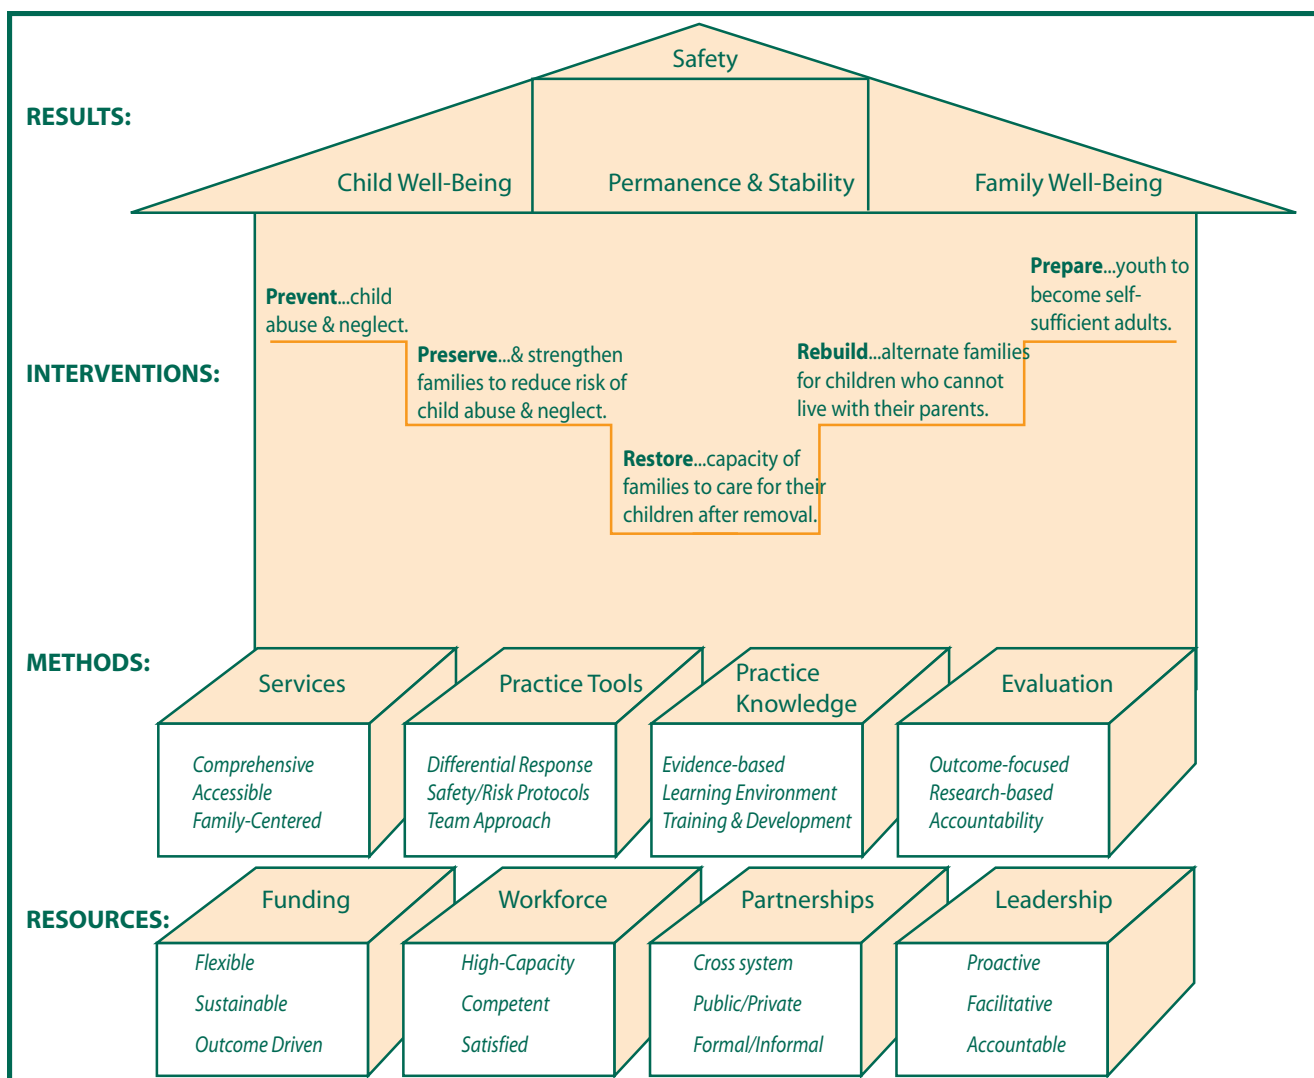 Safety
RESULTS:
Child Well-Being
Permanence & Stability
Family Well-Being
INTERVENTIONS:
Prevent...child
abuse & neglect.
Preserve...& strengthen
families to reduce risk of
child abuse & neglect.
Restore...capacity of
families to care for their
children after removal.
Rebuild...alternate families
for children who cannot
live with their parents.
Prepare...youth to
become self-
sufficient adults.
METHODS:
Services
Comprehensive
Accessible
Family-Centered
Practice Tools
Differential Response
Safety/Risk Protocols
Team Approach
Practice
Knowledge
Evidence-based
Learning Environment
Training & Development
Evaluation
Outcome-focused
Research-based
Accountability
RESOURCES:
Funding
Flexible
Sustainable
Outcome Driven
Workforce
High-Capacity
Competent
Satisfied
Partnerships
Cross system
Public/Private
Formal/Informal
Leadership
Proactive
Facilitative
Accountable